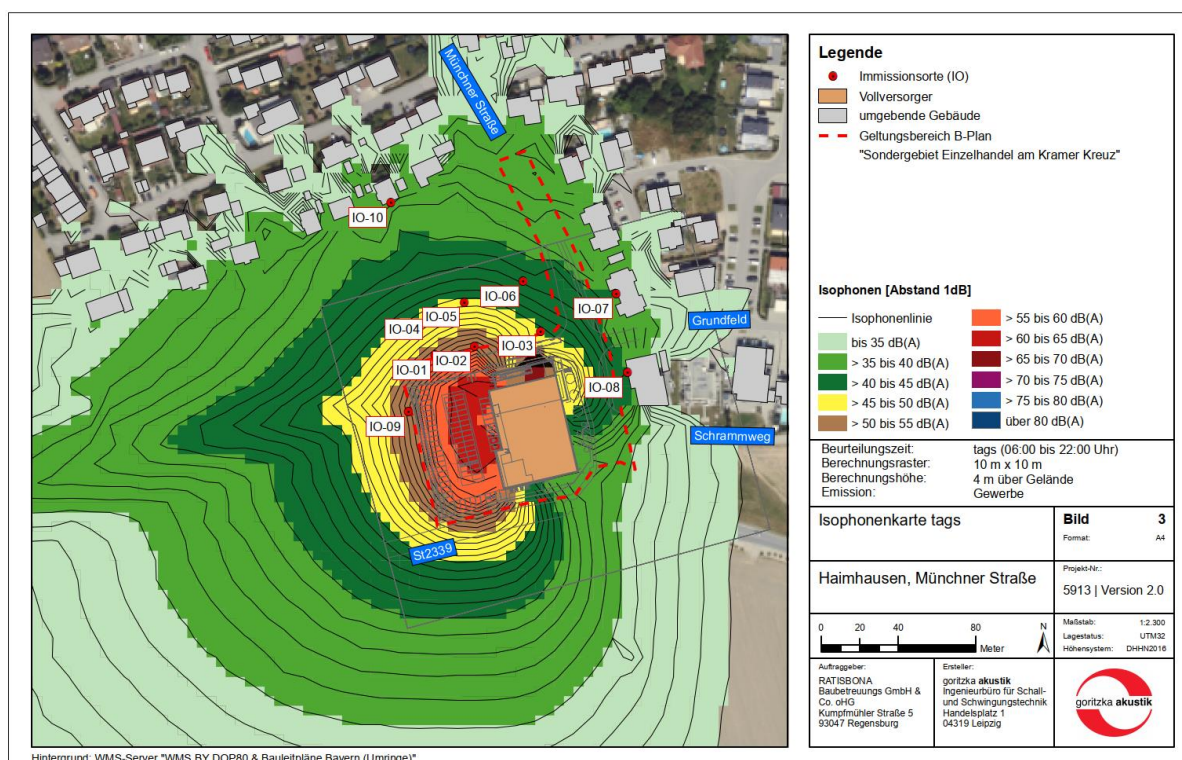 Münchner Straße
IO-10
IO-06
IO-05
IO-04
IO-07
IO-03
IO-02
IO-01
IO-08
IO-09
Grundfeld
Schrammweg
St2339
Legende
Immissionsorte (IO)
Vollversorger
umgebende Gebäude
Geltungsbereich B-Plan
"Sondergebiet Einzelhandel am Kramer Kreuz"
Isophonen [Abstand 1dB]
Isophonenlinie
bis 35 dB(A)
> 35 bis 40 dB(A)
> 40 bis 45 dB(A)
> 45 bis 50 dB(A)
> 50 bis 55 dB(A)
> 55 bis 60 dB(A)
> 60 bis 65 dB(A)
> 65 bis 70 dB(A)
> 70 bis 75 dB(A)
> 75 bis 80 dB(A)
über 80 dB(A)
Beurteilungszeit: tags (06:00 bis 22:00 Uhr)
Berechnungsraster: 10 m x 10 m
Berechnungshöhe: 4 m über Gelände
Emission: Gewerbe
Isophonenkarte tags
Bild 3
Format: A4
Haimhausen, Münchner Straße
Projekt-Nr.:
5913 | Version 2.0
0 20 40 80
Meter
N
Maßstab: 1:2.300
Lagestatus: UTM32
Höhensystem: DHHN2016
Auftraggeber:
RATISBONA
Baubetreuungs GmbH &
Co. oHG
Kumpfmühler Straße 5
93047 Regensburg
Ersteller:
goritzka akustik
Ingenieurbüro für Schall-
und Schwingungstechnik
Handelsplatz 1
04319 Leipzig
goritzka akustik
Hintergrund: WMS-Server "WMS BY DOP80 & Bauleitpläne Bayern (Umringe)"